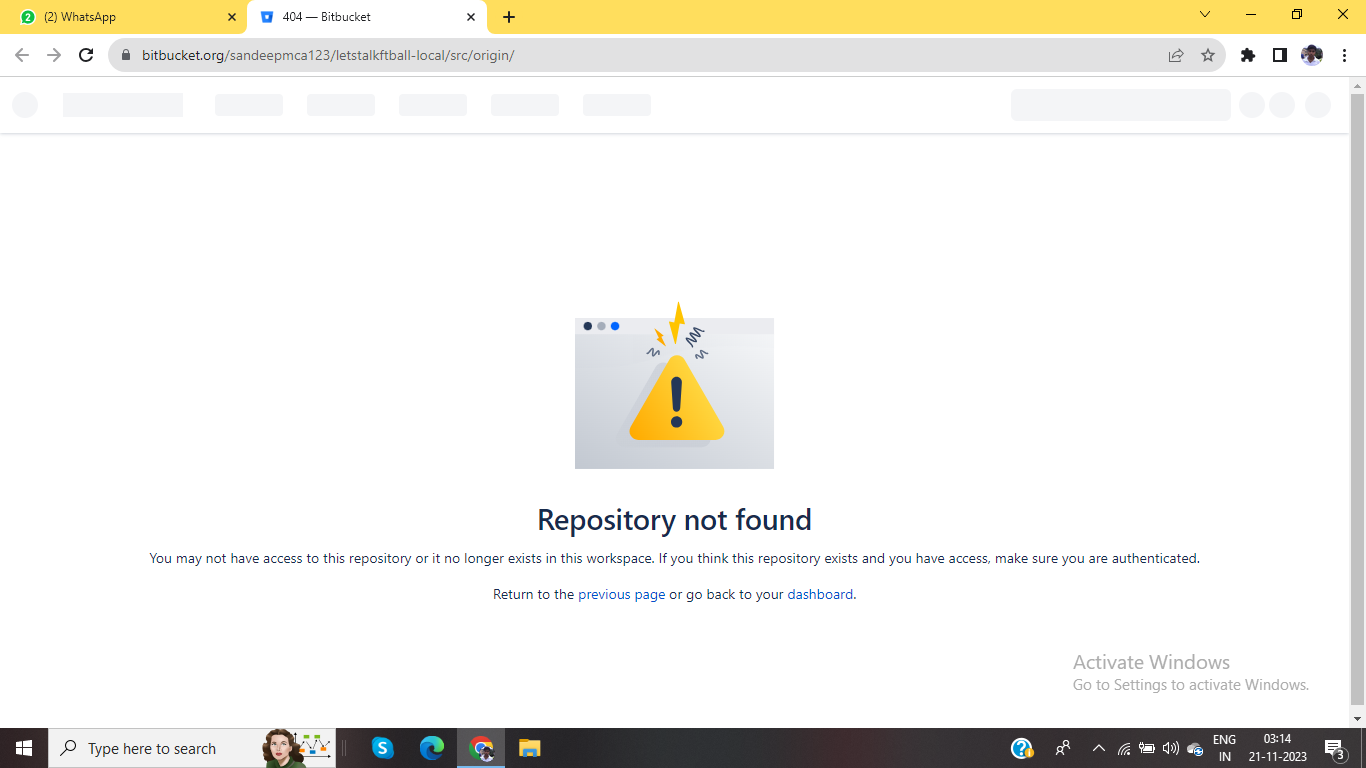 (2) WhatsApp
404 — Bitbucket
bitbucket.org/sandeepmca123/letstalkftball-local/src/origin/
Repository not found
You may not have access to this repository or it no longer exists in this workspace. If you think this repository exists and you have access, make sure you are authenticated.
Return to the previous page or go back to your dashboard.
Activate Windows
Go to Settings to activate Windows.
Type here to search
ENG
IN
03:14
21-11-2023
3